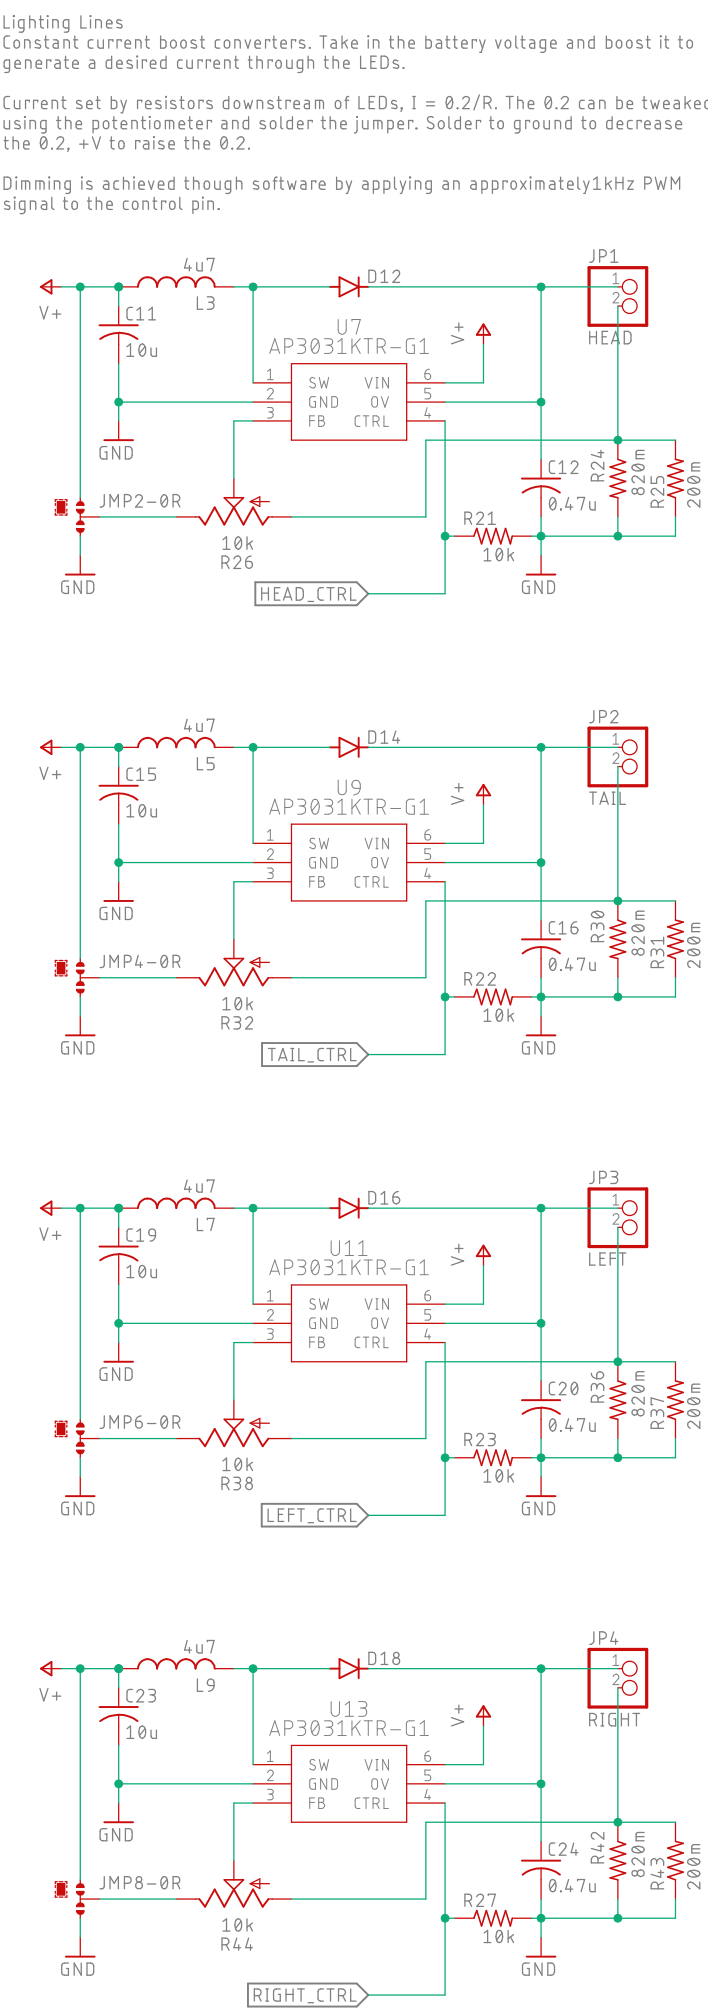 Lighting Lines
Constant current boost converters. Take in the battery voltage and boost it to
generate a desired current through the LEDs.
Current set by resistors downstream of LEDs, I = 0.2/R. The 0.2 can be tweaked
using the potentiometer and solder the jumper. Solder to ground to decrease
the 0.2, +V to raise the 0.2.
Dimming is achieved though software by applying an approximately1kHz PWM
signal to the control pin.
4u7
L3
D12
JP1
1
2
HEAD
V+
C11
10u
U7
AP3031KTR-G1
V+
1 SW VIN 6
2 GND OV 5
3 FB CTRL 4
GND
JMP2-0R
10k
R26
C12
0.47u
R24
820m
R25
200m
R21
10k
GND
GND
HEAD_CTRL
4u7
L5
D14
JP2
1
2
TAIL
V+
C15
10u
U9
AP3031KTR-G1
V+
1 SW VIN 6
2 GND OV 5
3 FB CTRL 4
GND
JMP4-0R
10k
R32
C16
0.47u
R30
820m
R31
200m
R22
10k
GND
GND
TAIL_CTRL
4u7
L7
D16
JP3
1
2
LEFT
V+
C19
10u
U11
AP3031KTR-G1
V+
1 SW VIN 6
2 GND OV 5
3 FB CTRL 4
GND
JMP6-0R
10k
R38
C20
0.47u
R36
820m
R37
200m
R23
10k
GND
GND
LEFT_CTRL
4u7
L9
D18
JP4
1
2
RIGHT
V+
C23
10u
U13
AP3031KTR-G1
V+
1 SW VIN 6
2 GND OV 5
3 FB CTRL 4
GND
JMP8-0R
10k
R44
C24
0.47u
R42
820m
R43
200m
R27
10k
GND
GND
RIGHT_CTRL